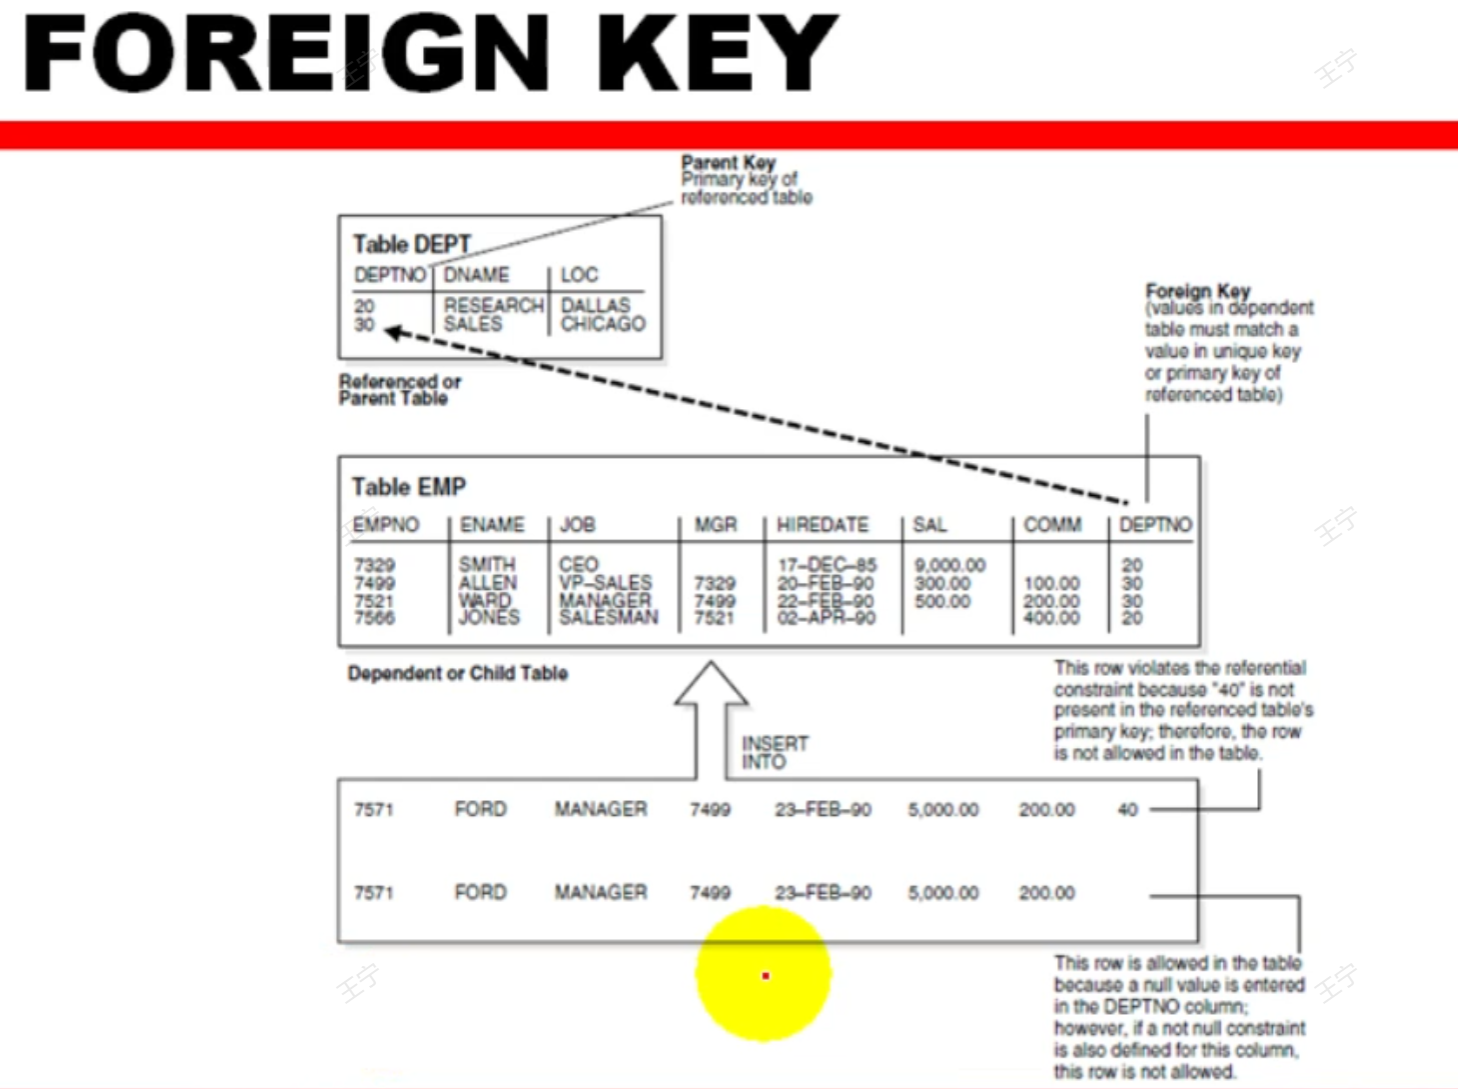 FOREIGN KEY
Parent Key
Primary key of
referenced table
Table DEPT
DEPTNO DNAME LOC
20 RESEARCH DALLAS
30 SALES CHICAGO
Referenced or
Parent Table
Foreign Key
(values in dependent
table must match a
value in unique key
or primary key of
referenced table)
Table EMP
EMPNO ENAME JOB MGR HIREDATE SAL COMM DEPTNO
7329 SMITH CEO 17–DEC–85 9,000.00 20
7499 ALLEN VP–SALES 7329 20–FEB–90 300.00 100.00 30
7521 WARD MANAGER 7499 22–FEB–90 500.00 200.00 30
7566 JONES SALESMAN 7521 02–APR–90 400.00 20
Dependent or Child Table
This row violates the referential
constraint because "40" is not
present in the referenced table's
primary key; therefore, the row
is not allowed in the table.
INSERT
INTO
7571 FORD MANAGER 7499 23–FEB–90 5,000.00 200.00 40
7571 FORD MANAGER 7499 23–FEB–90 5,000.00 200.00
This row is allowed in the table
because a null value is entered
in the DEPTNO column;
however, if a not null constraint
is also defined for this column,
this row is not allowed.
王宁
王宁
王宁
王宁
王宁
王宁